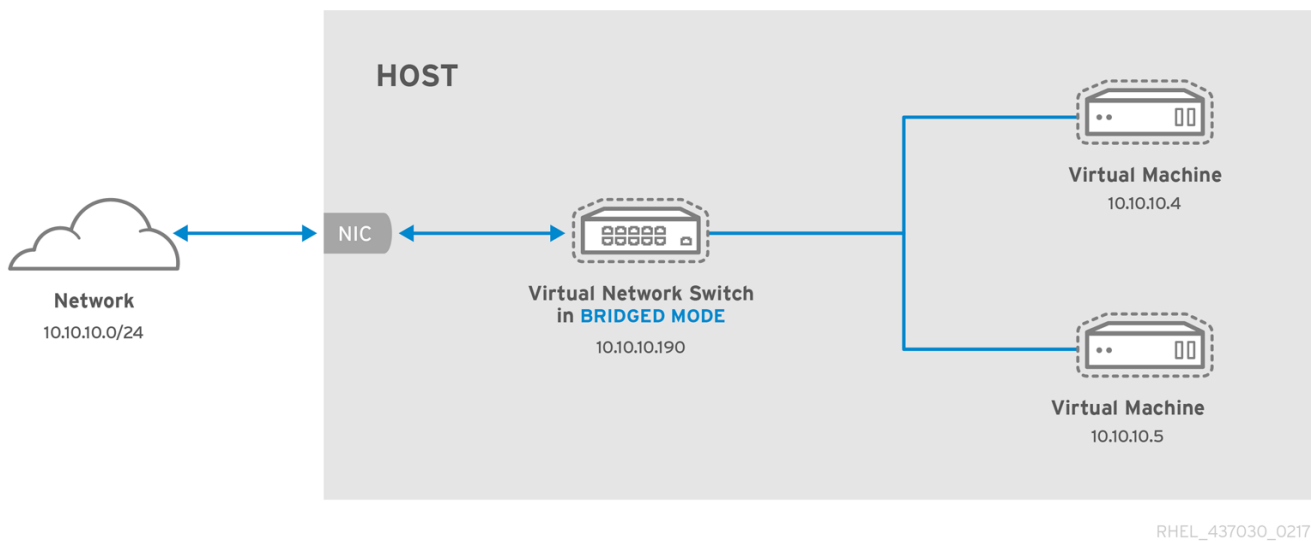 HOST
NIC
Network
10.10.10.0/24
Virtual Network Switch
in BRIDGED MODE
10.10.10.190
Virtual Machine
10.10.10.4
Virtual Machine
10.10.10.5
RHEL_437030_0217